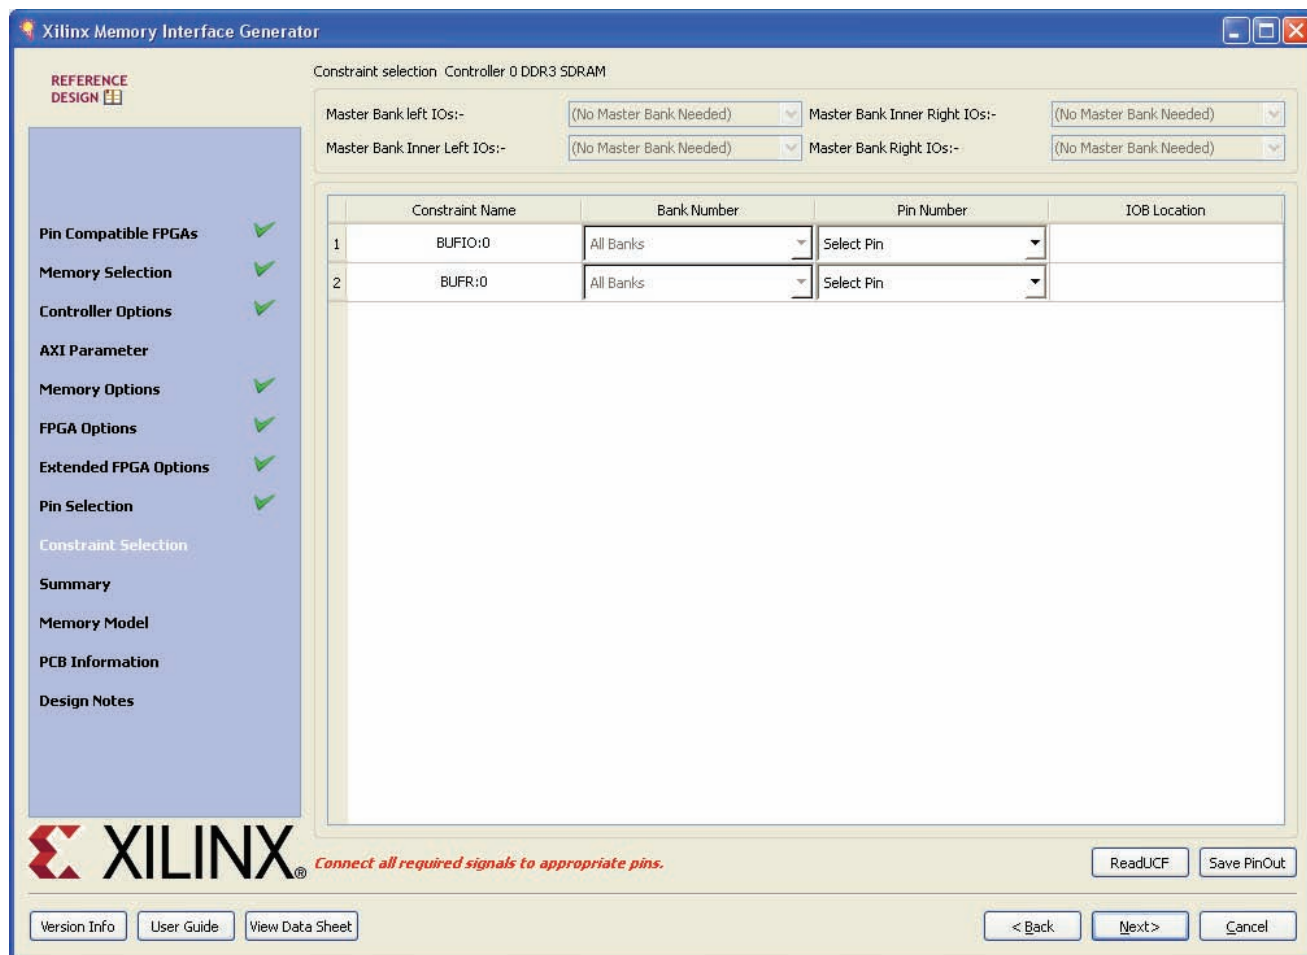 Xilinx Memory Interface Generator
REFERENCE
DESIGN
Constraint selection Controller 0 DDR3 SDRAM
Master Bank left IOs:- (No Master Bank Needed) Master Bank Inner Right IOs:- (No Master Bank Needed)
Master Bank Inner Left IOs:- (No Master Bank Needed) Master Bank Right IOs:- (No Master Bank Needed)
Constraint Name Bank Number Pin Number IOB Location
1 BUFIO:0 All Banks Select Pin
2 BUFR:0 All Banks Select Pin
Pin Compatible FPGAs
Memory Selection
Controller Options
AXI Parameter
Memory Options
FPGA Options
Extended FPGA Options
Pin Selection
Constraint Selection
Summary
Memory Model
PCB Information
Design Notes
XILINX®
Connect all required signals to appropriate pins.
ReadUCF Save PinOut
Version Info User Guide View Data Sheet < Back Next> Cancel